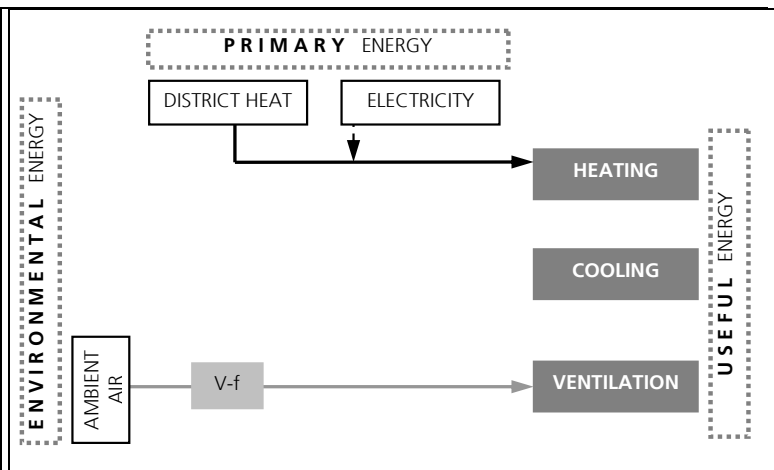 PRIMARY ENERGY
DISTRICT HEAT
ELECTRICITY
ENVIRONMENTAL ENERGY
HEATING
USEFUL ENERGY
COOLING
AMBIENT
AIR
V-f
VENTILATION